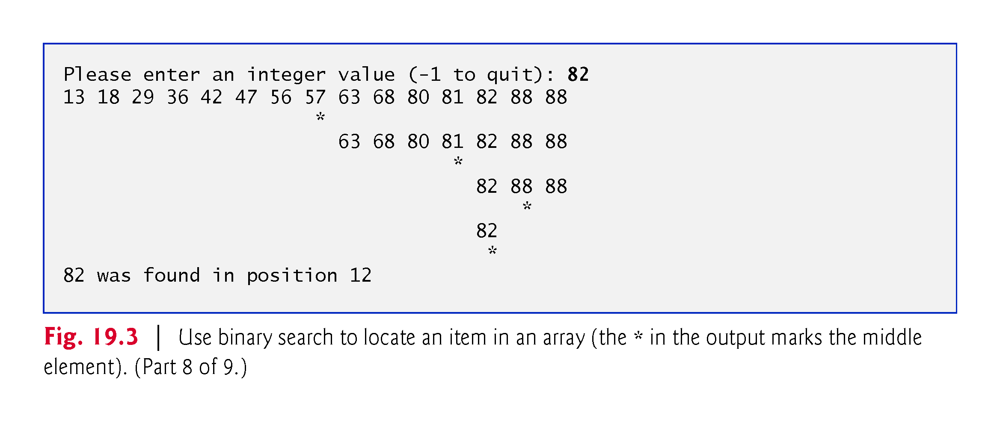 Please enter an integer value (-1 to quit): 82
13 18 29 36 42 47 56 57 63 68 80 81 82 88 88
                      *
                        63 68 80 81 82 88 88
                                  *
                                    82 88 88
                                        *
                                    82
                                     *
82 was found in position 12
Fig. 19.3 | Use binary search to locate an item in an array (the * in the output marks the middle
element). (Part 8 of 9.)